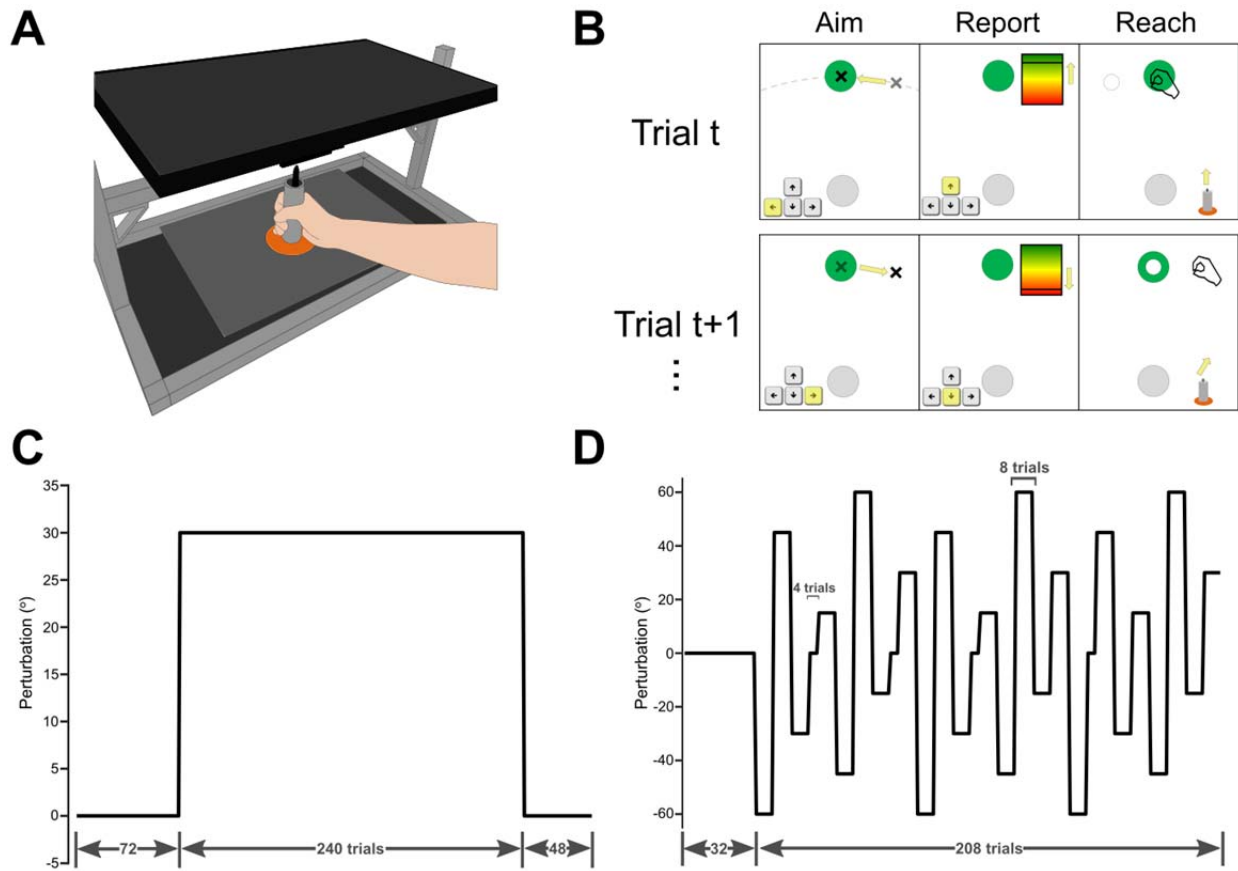 A
B
Aim Report Reach
Trial t
Trial t+1
⋮
C
35
30
25
20
15
10
5
0
-5
Perturbation (°)
72
240 trials
48
D
8 trials
4 trials
60
40
20
0
-20
-40
-60
Perturbation (°)
32
208 trials